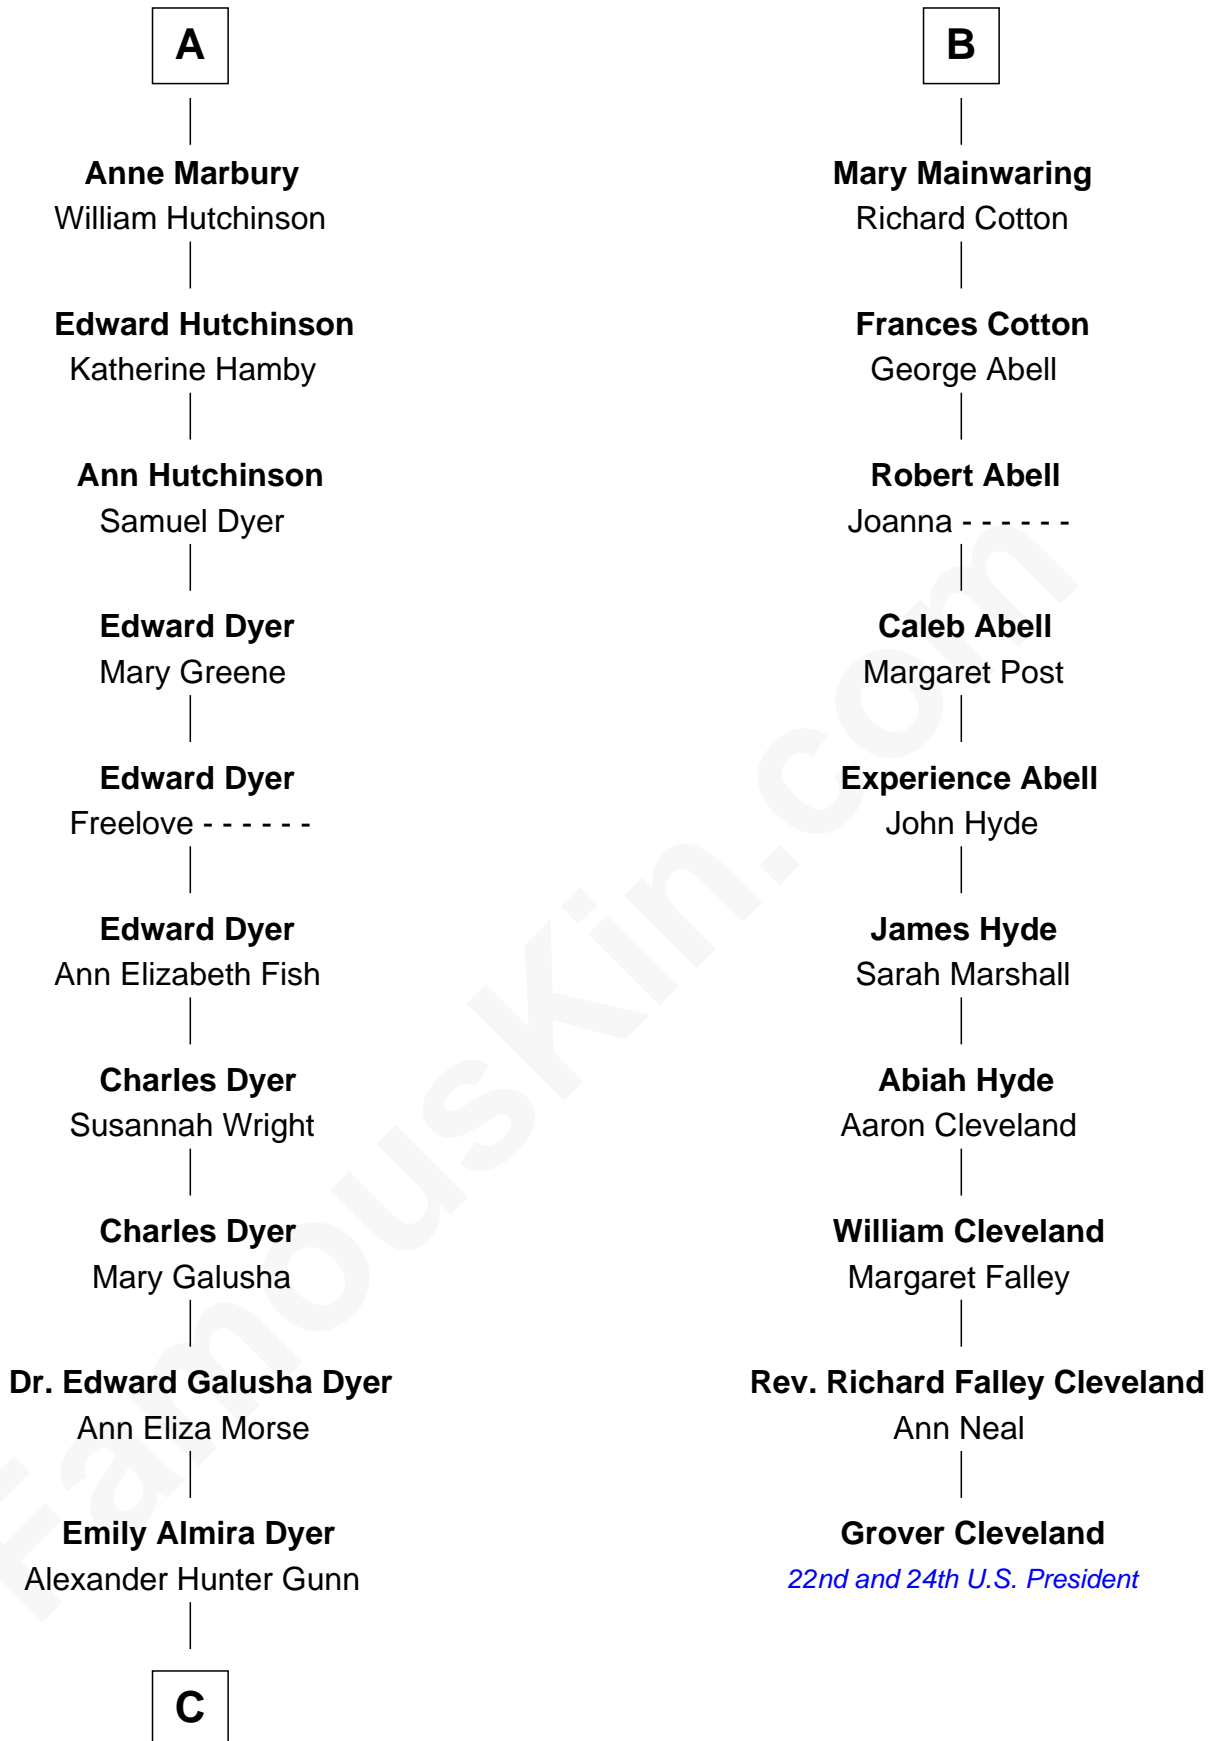 A
Anne Marbury
William Hutchinson
Edward Hutchinson
Katherine Hamby
Ann Hutchinson
Samuel Dyer
Edward Dyer
Mary Greene
Edward Dyer
Freelove - - - - - -
Edward Dyer
Ann Elizabeth Fish
Charles Dyer
Susannah Wright
Charles Dyer
Mary Galusha
Dr. Edward Galusha Dyer
Ann Eliza Morse
Emily Almira Dyer
Alexander Hunter Gunn
C
B
Mary Mainwaring
Richard Cotton
Frances Cotton
George Abell
Robert Abell
Joanna - - - - - -
Caleb Abell
Margaret Post
Experience Abell
John Hyde
James Hyde
Sarah Marshall
Abiah Hyde
Aaron Cleveland
William Cleveland
Margaret Falley
Rev. Richard Falley Cleveland
Ann Neal
Grover Cleveland
22nd and 24th U.S. President
FamousKin.com